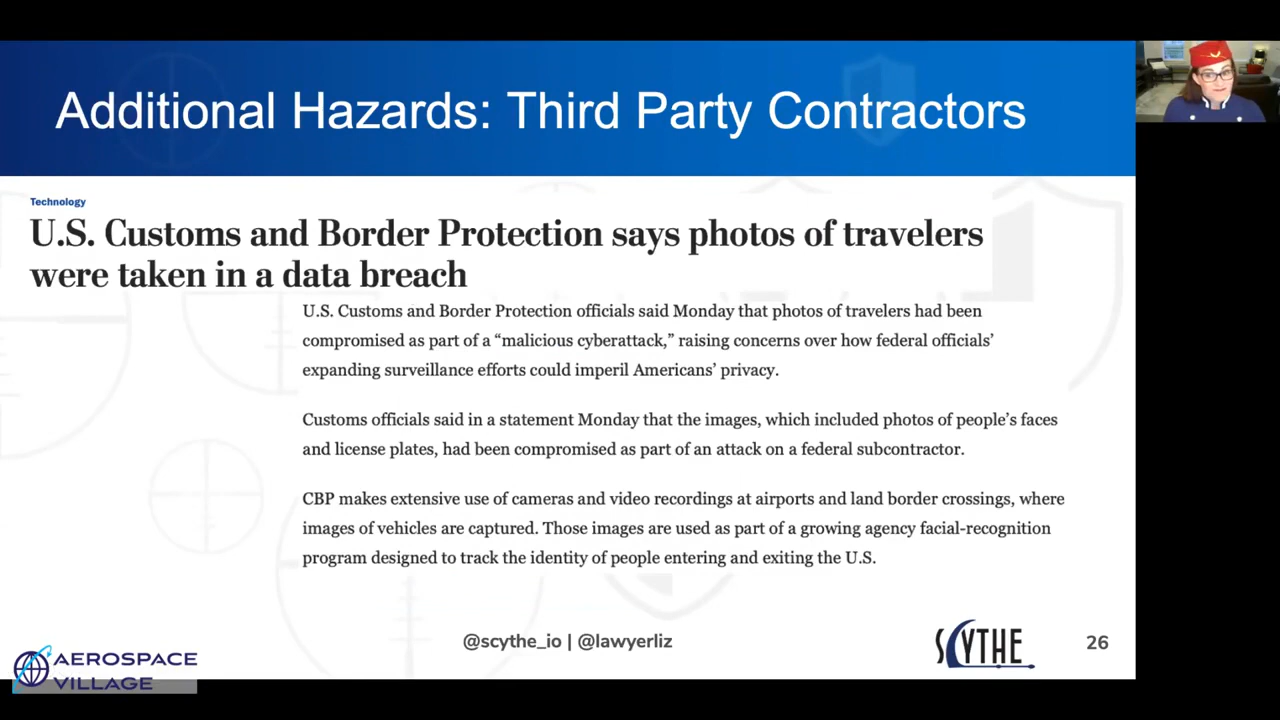 Additional Hazards: Third Party Contractors
Technology
U.S. Customs and Border Protection says photos of travelers
were taken in a data breach
U.S. Customs and Border Protection officials said Monday that photos of travelers had been
compromised as part of a “malicious cyberattack,” raising concerns over how federal officials’
expanding surveillance efforts could imperil Americans’ privacy.
Customs officials said in a statement Monday that the images, which included photos of people’s faces
and license plates, had been compromised as part of an attack on a federal subcontractor.
CBP makes extensive use of cameras and video recordings at airports and land border crossings, where
images of vehicles are captured. Those images are used as part of a growing agency facial-recognition
program designed to track the identity of people entering and exiting the U.S.
@scythe_io | @lawyerliz
SCYTHE
26
AEROSPACE
VILLAGE